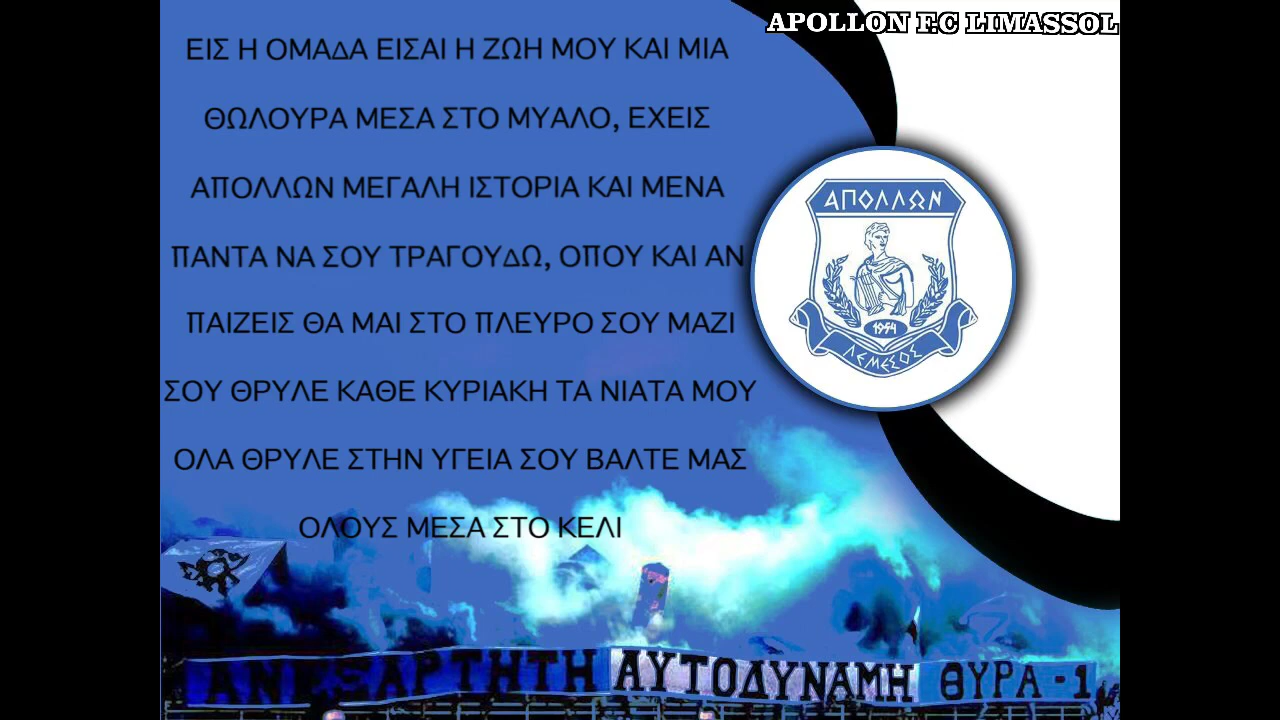 APOLLON F.C LIMASSOL
ΕΙΣ Η ΟΜΑΔΑ ΕΙΣΑΙ Η ΖΩΗ ΜΟΥ ΚΑΙ ΜΙΑ
ΘΩΛΟΥΡΑ ΜΕΣΑ ΣΤΟ ΜΥΑΛΟ, ΕΧΕΙΣ
ΑΠΟΛΛΩΝ ΜΕΓΑΛΗ ΙΣΤΟΡΙΑ ΚΑΙ ΜΕΝΑ
ΠΑΝΤΑ ΝΑ ΣΟΥ ΤΡΑΓΟΥΔΩ, ΟΠΟΥ ΚΑΙ ΑΝ
ΠΑΙΖΕΙΣ ΘΑ ΜΑΙ ΣΤΟ ΠΛΕΥΡΟ ΣΟΥ ΜΑΖΙ
ΣΟΥ ΘΡΥΛΕ ΚΑΘΕ ΚΥΡΙΑΚΗ ΤΑ ΝΙΑΤΑ ΜΟΥ
ΟΛΑ ΘΡΥΛΕ ΣΤΗΝ ΥΓΕΙΑ ΣΟΥ ΒΑΛΤΕ ΜΑΣ
ΟΛΟΥΣ ΜΕΣΑ ΣΤΟ ΚΕΛΙ
ΑΠΟΛΛΩΝ
1954
ΛΕΜΕΣΟΣ
ΑΝΕΞΑΡΤΗΤΗ ΑΥΤΟΔΥΝΑΜΗ ΘΥΡΑ -1